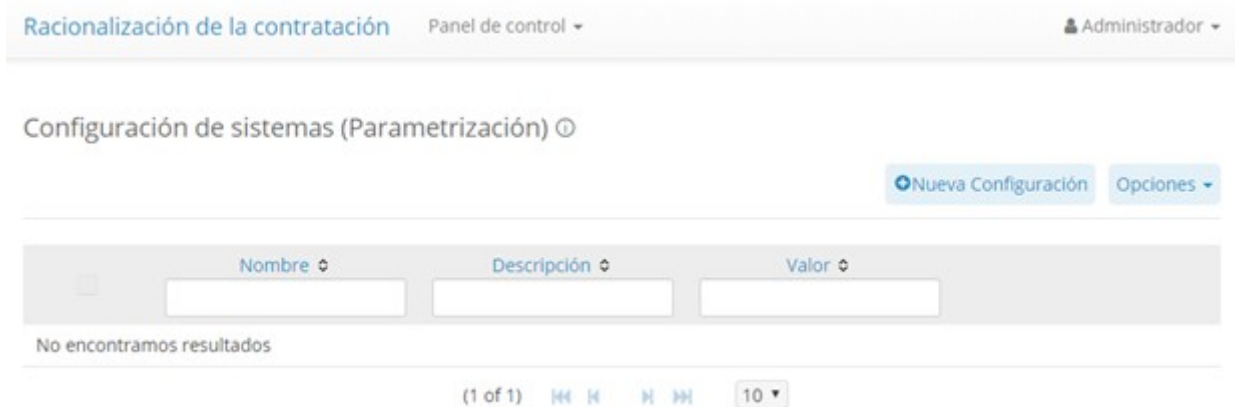 Racionalización de la contratación Panel de control Administrador
Configuración de sistemas (Parametrización)
Nueva Configuración Opciones
Nombre Descripción Valor
No encontramos resultados
(1 of 1) 10